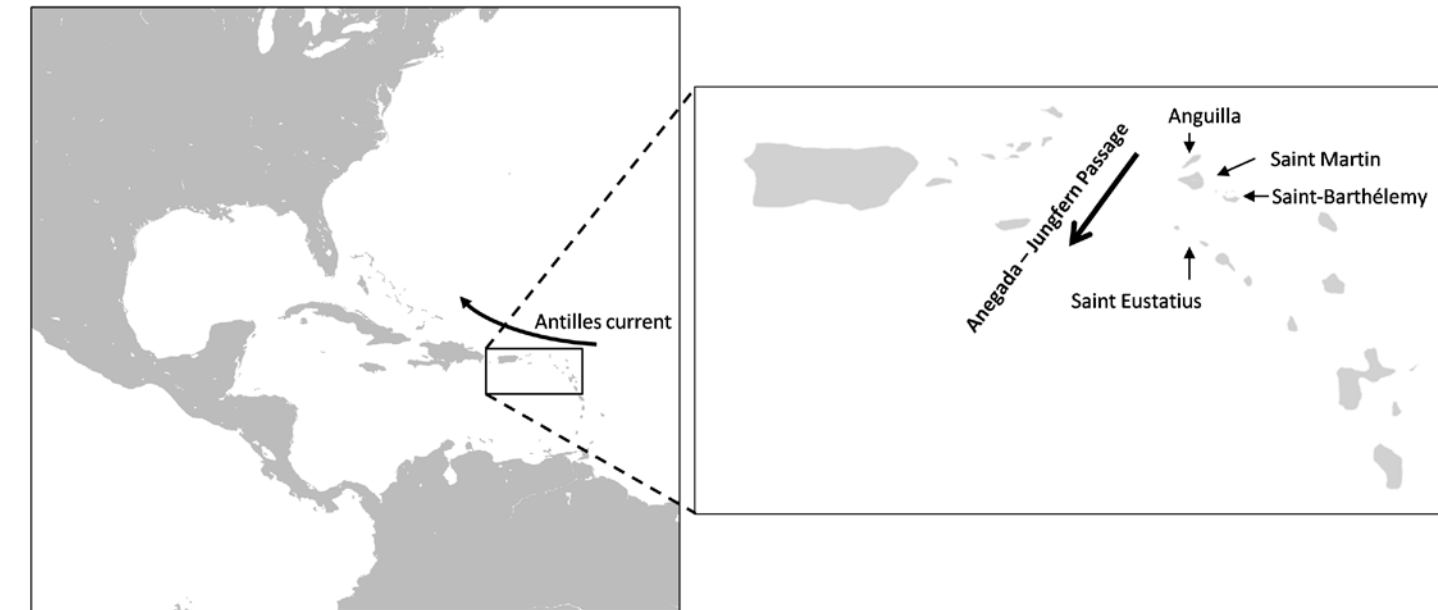 Antilles current
Anegada – Jungfern Passage
Anguilla
Saint Martin
Saint-Barthélemy
Saint Eustatius